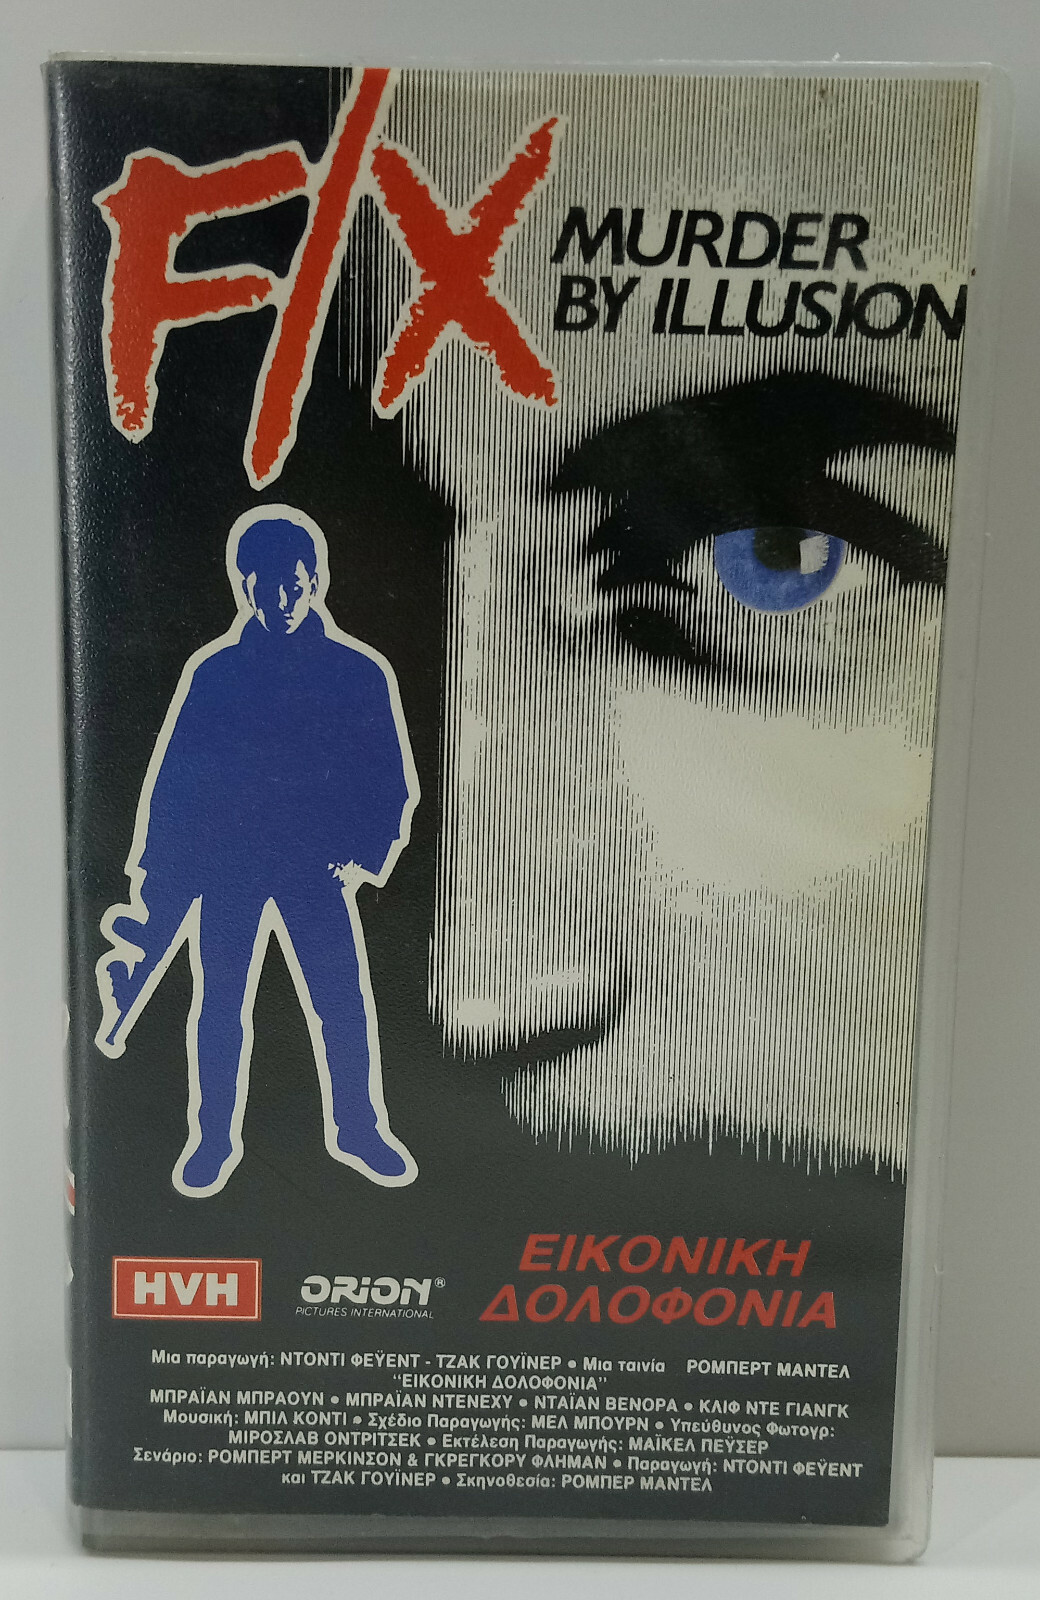 F/X
MURDER
BY ILLUSION
ΕΙΚΟΝΙΚΗ
ΔΟΛΟΦΟΝΙΑ
HVH
ORION®
PICTURES INTERNATIONAL
Μια παραγωγή: ΝΤΟΝΤΙ ΦΕΫΕΝΤ - ΤΖΑΚ ΓΟΥΪΝΕΡ • Μια ταινία ΡΟΜΠΕΡΤ ΜΑΝΤΕΛ
"ΕΙΚΟΝΙΚΗ ΔΟΛΟΦΟΝΙΑ"
ΜΠΡΑΪΑΝ ΜΠΡΑΟΥΝ • ΜΠΡΑΪΑΝ ΝΤΕΝΕΧΥ • ΝΤΑΪΑΝ ΒΕΝΟΡΑ • ΚΛΙΦ ΝΤΕ ΓΙΑΝΓΚ
Μουσική: ΜΠΙΛ ΚΟΝΤΙ • Σχέδιο Παραγωγής: ΜΕΛ ΜΠΟΥΡΝ • Υπεύθυνος Φωτογρ:
ΜΙΡΟΣΛΑΒ ΟΝΤΡΙΤΣΕΚ • Εκτέλεση Παραγωγής: ΜΑΪΚΕΛ ΠΕΫΣΕΡ
Σενάριο: ΡΟΜΠΕΡΤ ΜΕΡΚΙΝΣΟΝ & ΓΚΡΕΓΚΟΡΥ ΦΛΗΜΑΝ • Παραγωγή: ΝΤΟΝΤΙ ΦΕΫΕΝΤ
και ΤΖΑΚ ΓΟΥΪΝΕΡ • Σκηνοθεσία: ΡΟΜΠΕΡ ΜΑΝΤΕΛ